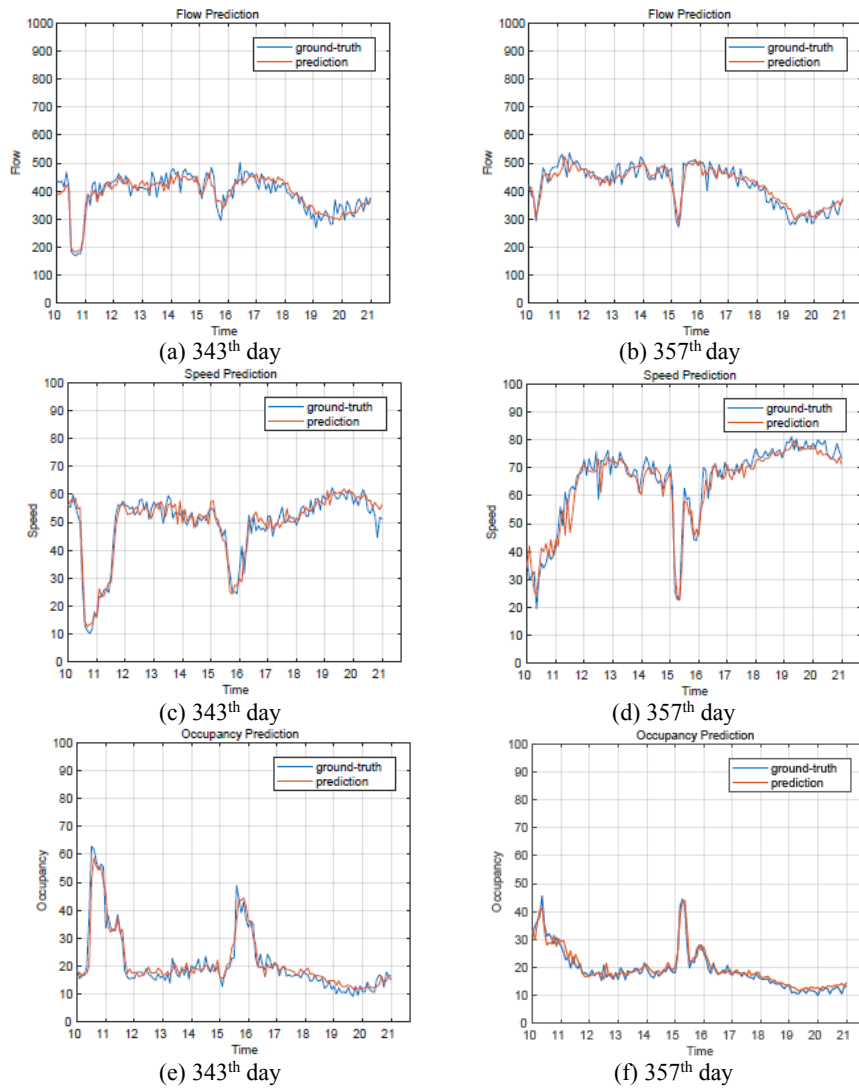 Flow Prediction
1000
900
800
700
600
500
400
300
200
100
0
Flow
ground-truth
prediction
10 11 12 13 14 15 16 17 18 19 20 21
Time
(a) 343th day
Flow Prediction
1000
900
800
700
600
500
400
300
200
100
0
Flow
ground-truth
prediction
10 11 12 13 14 15 16 17 18 19 20 21
Time
(b) 357th day
Speed Prediction
100
90
80
70
60
50
40
30
20
10
0
Speed
ground-truth
prediction
10 11 12 13 14 15 16 17 18 19 20 21
Time
(c) 343th day
Speed Prediction
100
90
80
70
60
50
40
30
20
10
0
Speed
ground-truth
prediction
10 11 12 13 14 15 16 17 18 19 20 21
Time
(d) 357th day
Occupancy Prediction
100
90
80
70
60
50
40
30
20
10
0
Occupancy
ground-truth
prediction
10 11 12 13 14 15 16 17 18 19 20 21
Time
(e) 343th day
Occupancy Prediction
100
90
80
70
60
50
40
30
20
10
0
Occupancy
ground-truth
prediction
10 11 12 13 14 15 16 17 18 19 20 21
Time
(f) 357th day